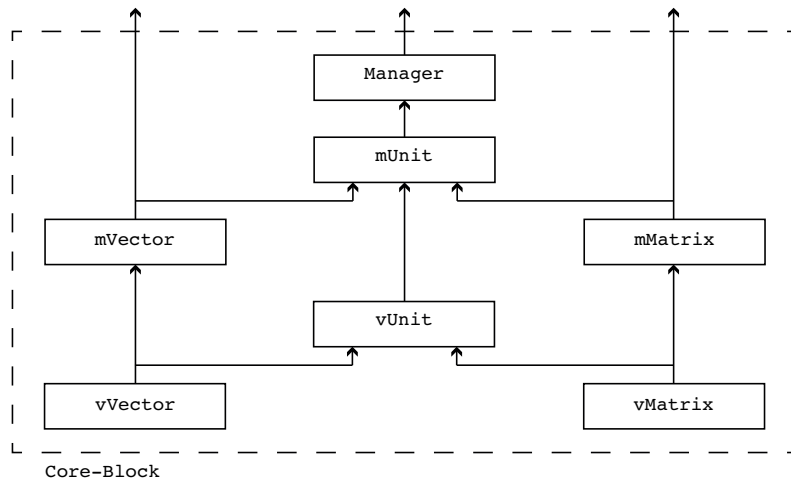 Manager
mUnit
mVector
mMatrix
vUnit
vVector
vMatrix
Core-Block